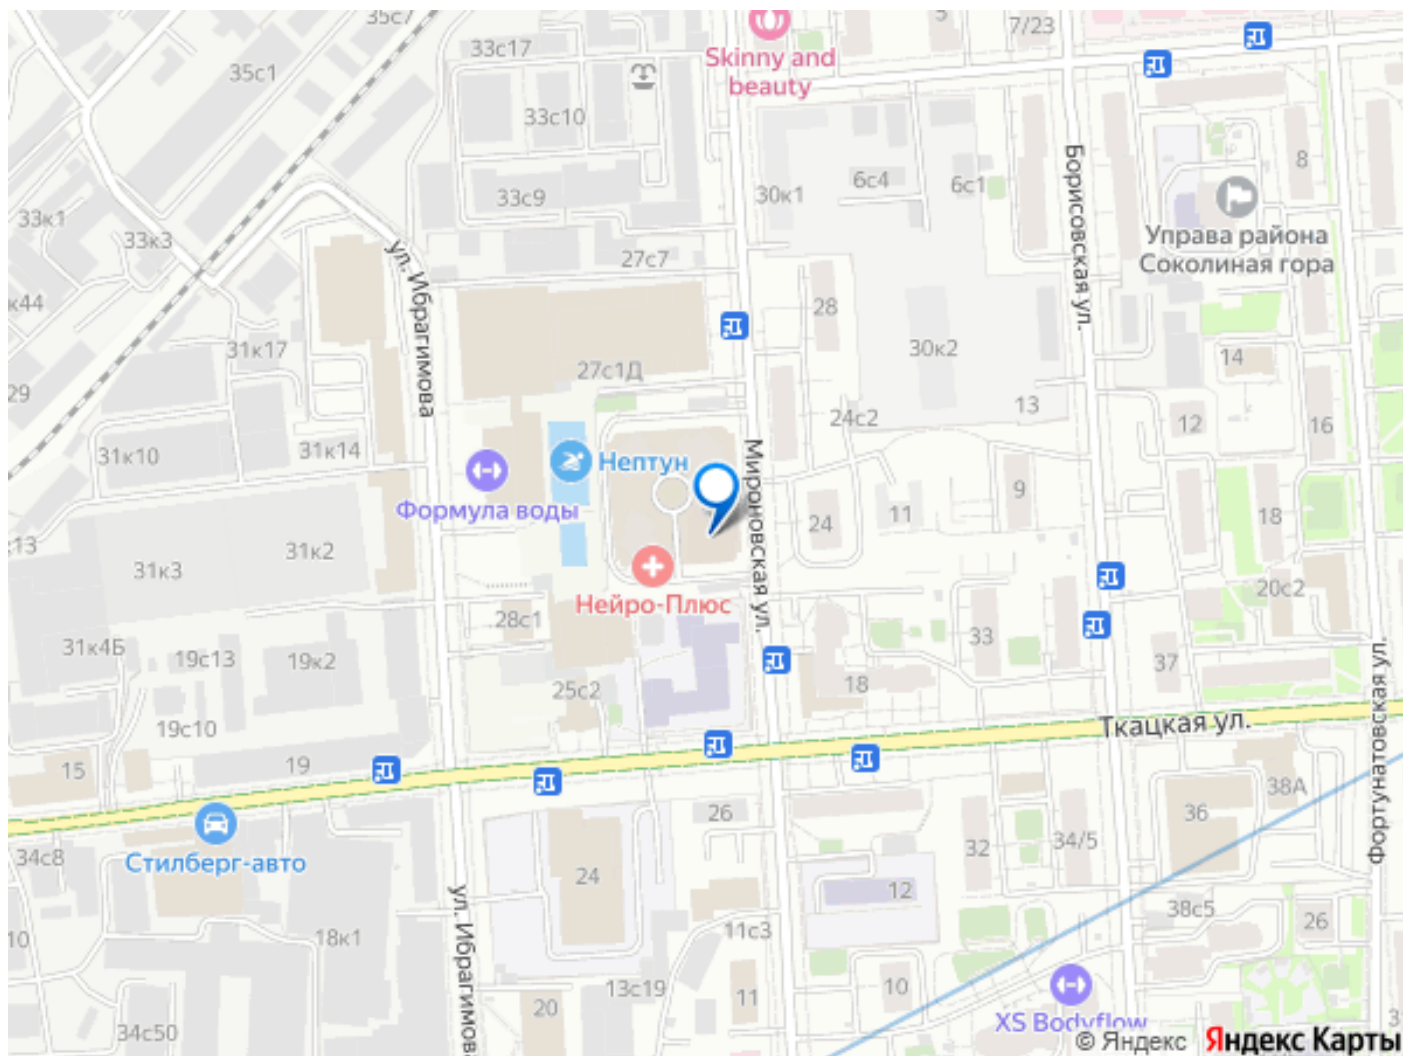 35с7
5
7/23
33с17
35с1
Skinny and
beauty
33с10
8
6с4
6с1
30к1
33с9
33к1
33к3
Борисовская ул.
Управа района
Соколиная гора
ул. Ибрагимова
27с7
к44
28
31к17
30к2
14
27с1Д
29
13
24с2
12
16
31к10
31к14
Нептун
Мироновская ул.
Формула воды
9
24
11
18
с13
31к2
31к3
Нейро-Плюс
20с2
28с1
33
31к4Б
19с13
19к2
37
18
25с2
19с10
Ткацкая ул.
Фортунатовская ул.
15
19
38А
26
36
34с8
Стилберг-авто
32
34/5
24
12
ул. Ибрагимова
38с5
26
10
18к1
11с3
13с19
11
10
20
34с50
XS Bodyflow
© Яндекс Яндекс Карты